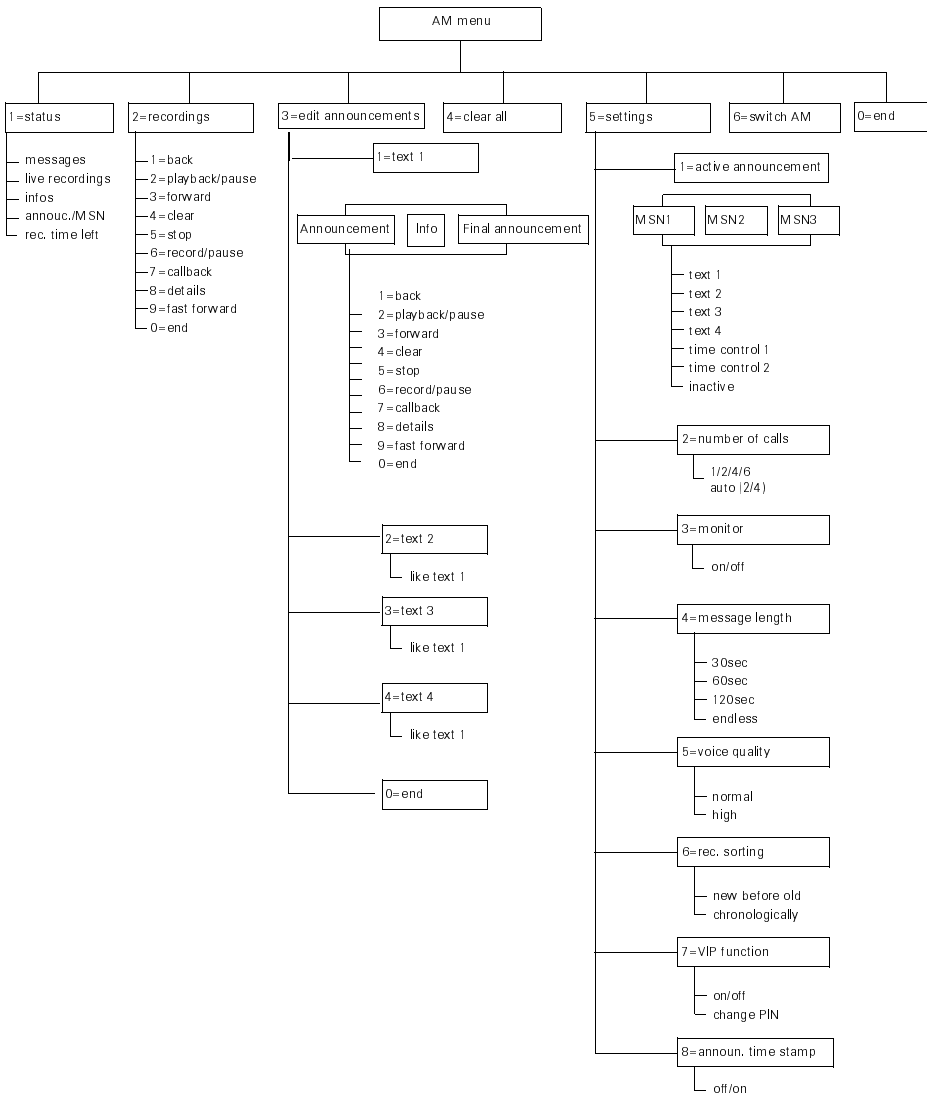 AM menu
1=status
messages
live recordings
infos
annouc./MSN
rec. time left
2=recordings
1=back
2=playback/pause
3=forward
4=clear
5=stop
6=record/pause
7=callback
8=details
9=fast forward
0=end
3=edit announcements
1=text 1
Announcement
Info
Final announcement
1=back
2=playback/pause
3=forward
4=clear
5=stop
6=record/pause
7=callback
8=details
9=fast forward
0=end
2=text 2
like text 1
3=text 3
like text 1
4=text 4
like text 1
0=end
4=clear all
5=settings
1=active announcement
MSN1
MSN2
MSN3
text 1
text 2
text 3
text 4
time control 1
time control 2
inactive
2=number of calls
1/2/4/6
auto (2/4)
3=monitor
on/off
4=message length
30sec
60sec
120sec
endless
5=voice quality
normal
high
6=rec. sorting
new before old
chronologically
7=VIP function
on/off
change PIN
8=announ. time stamp
off/on
6=switch AM
0=end